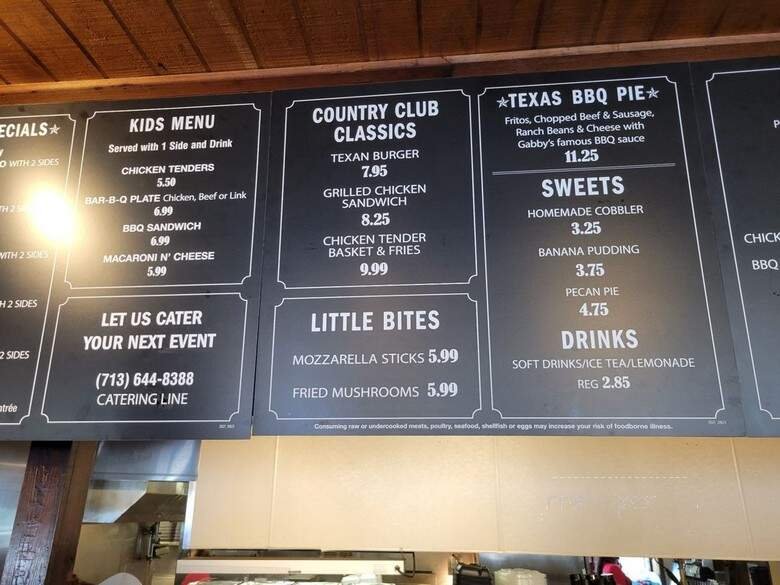 ECIALS★
WITH 2 SIDES
TH 2
WITH 2 SIDES
H 2 SIDES
2 SIDES
ntrée
KIDS MENU
Served with 1 Side and Drink
CHICKEN TENDERS
5.50
BAR-B-Q PLATE Chicken, Beef or Link
6.99
BBQ SANDWICH
6.99
MACARONI N' CHEESE
5.99
LET US CATER
YOUR NEXT EVENT
(713) 644-8388
CATERING LINE
COUNTRY CLUB
CLASSICS
TEXAN BURGER
7.95
GRILLED CHICKEN
SANDWICH
8.25
CHICKEN TENDER
BASKET & FRIES
9.99
LITTLE BITES
MOZZARELLA STICKS 5.99
FRIED MUSHROOMS 5.99
★TEXAS BBQ PIE★
Fritos, Chopped Beef & Sausage,
Ranch Beans & Cheese with
Gabby's famous BBQ sauce
11.25
SWEETS
HOMEMADE COBBLER
3.25
BANANA PUDDING
3.75
PECAN PIE
4.75
DRINKS
SOFT DRINKS/ICE TEA/LEMONADE
REG 2.85
Consuming raw or undercooked meats, poultry, seafood, shellfish or eggs may increase your risk of foodborne illness.
P
CHICK
BBQ